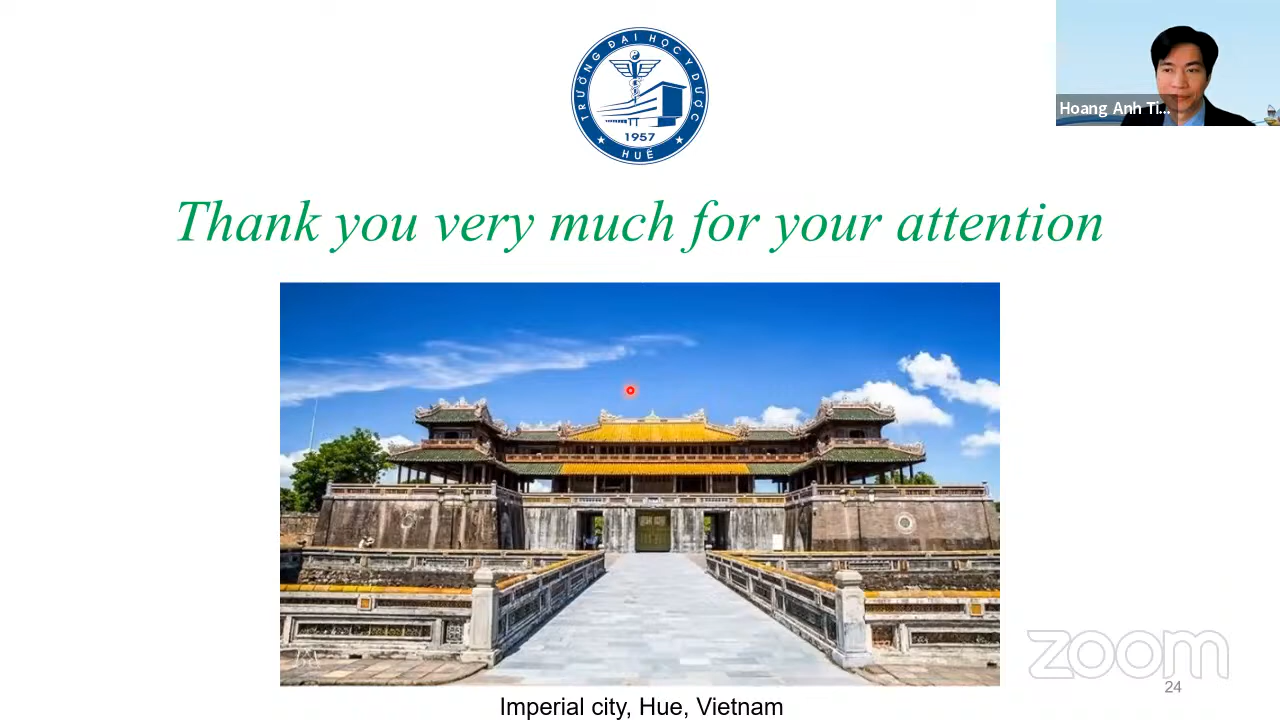 TRƯỜNG ĐẠI HỌC Y DƯỢC
1957
HUẾ
Hoang Anh Ti...
Thank you very much for your attention
zoom
24
Imperial city, Hue, Vietnam